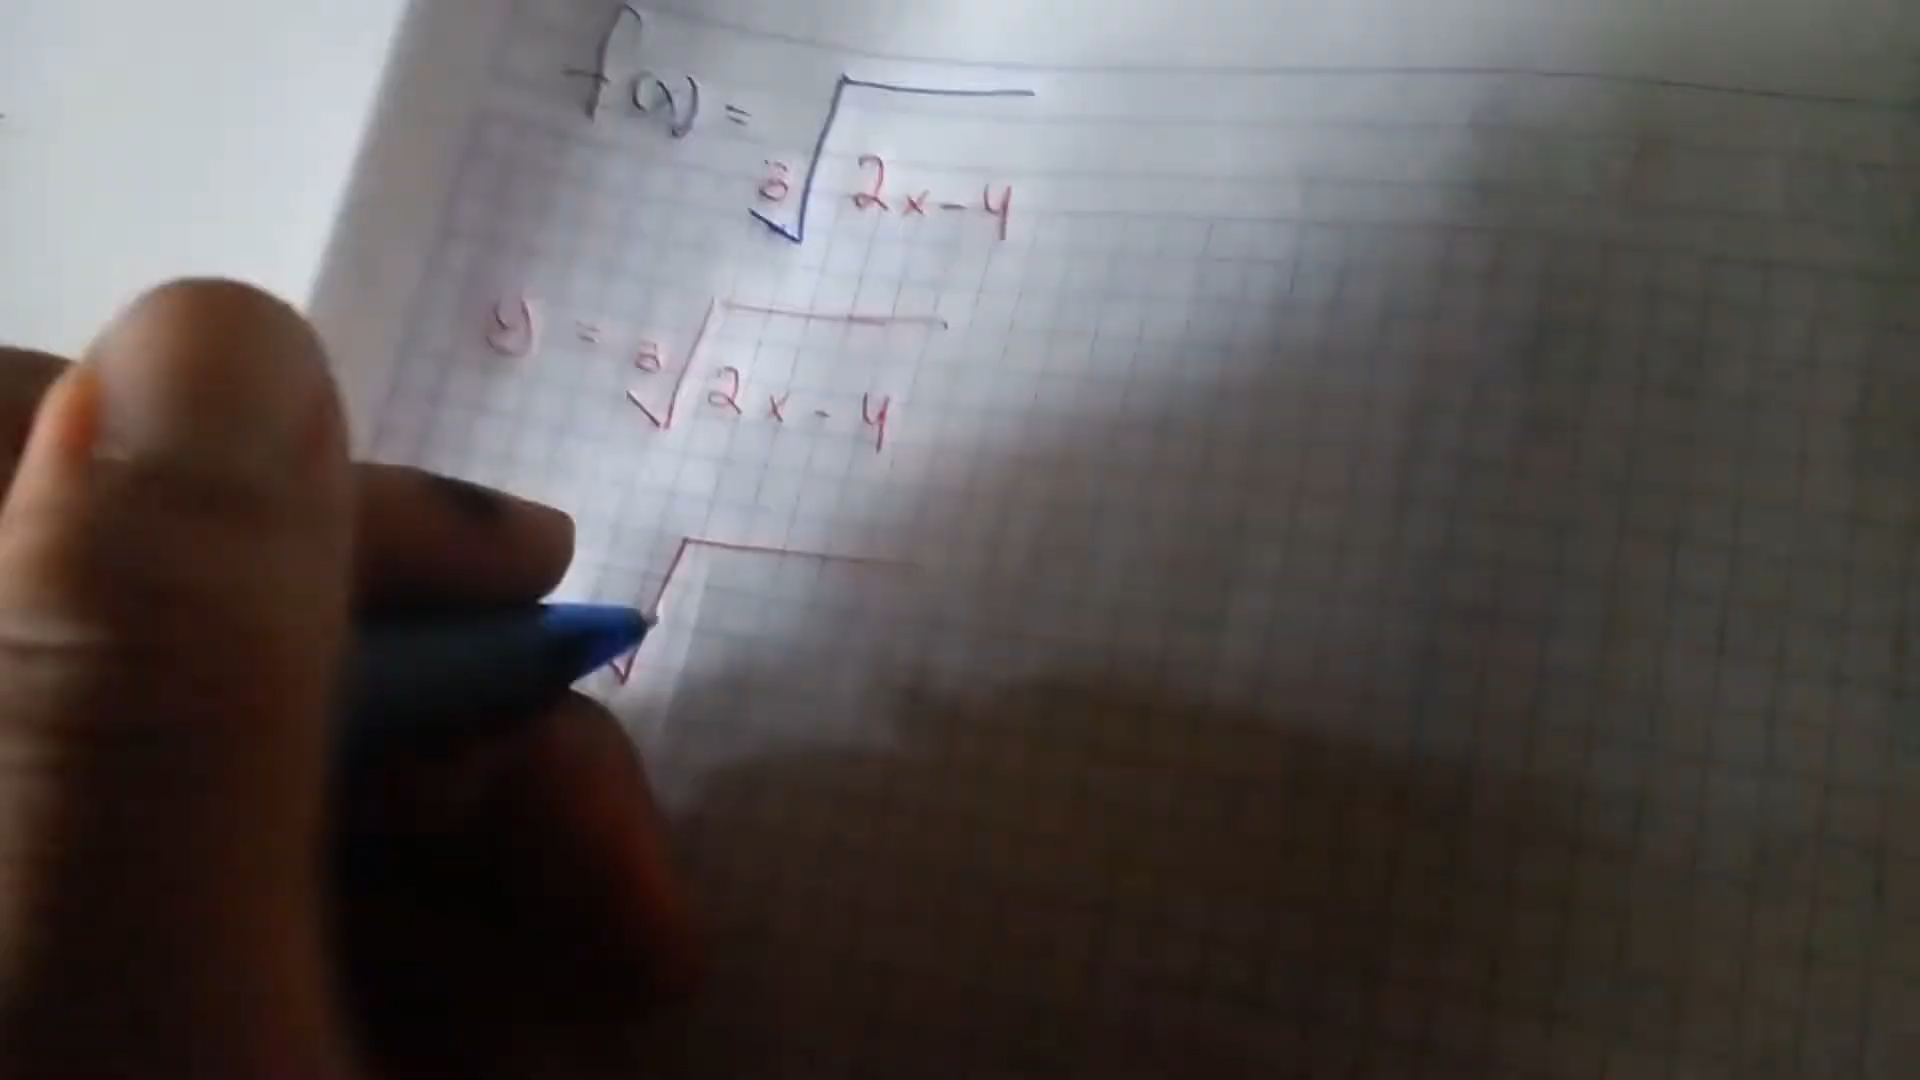 f(x) = ∛2x-4
y = ∛2x-4
√